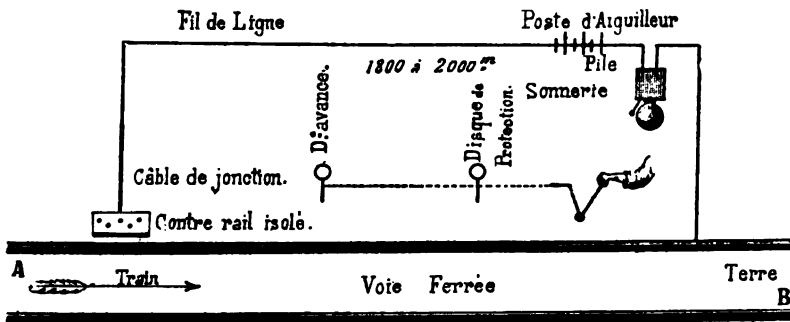 Fil de Ligne
Poste d'Aiguilleur
1800 à 2000m
Pile
Sonnerie
D: avance.
Disque de
Protection.
Câble de jonction.
Contre rail isolé.
A
Train
Voie Ferrée
Terre
B